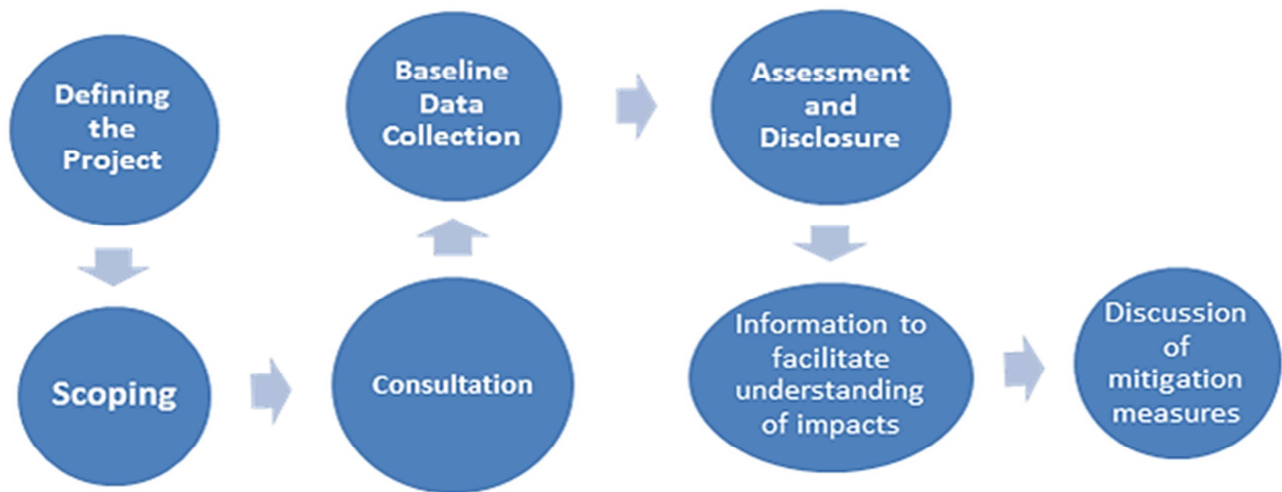 Defining
the
Project
Scoping
Consultation
Baseline
Data
Collection
Assessment
and
Disclosure
Information to
facilitate
understanding
of impacts
Discussion
of
mitigation
measures